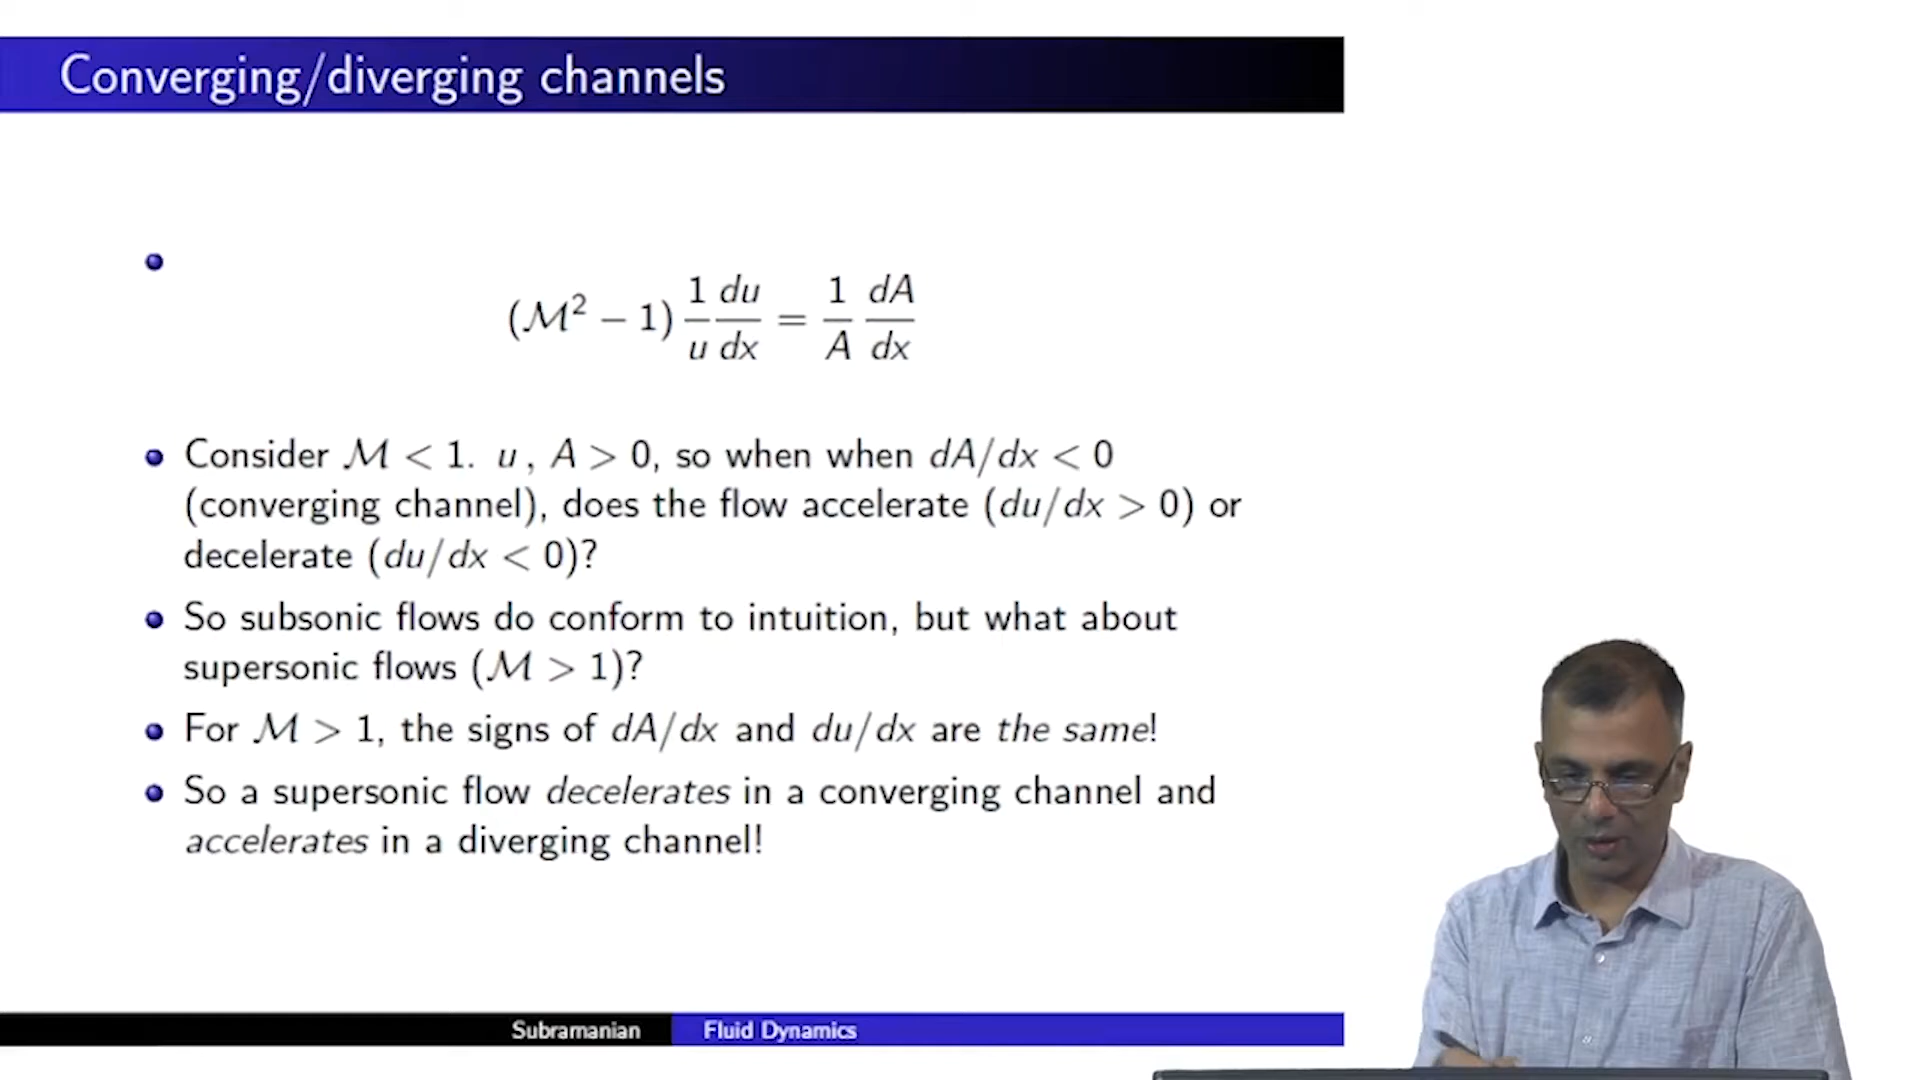 Converging/diverging channels
(ℳ² − 1) 1/u du/dx = 1/A dA/dx
Consider ℳ < 1. u , A > 0, so when when dA/dx < 0
(converging channel), does the flow accelerate (du/dx > 0) or
decelerate (du/dx < 0)?
So subsonic flows do conform to intuition, but what about
supersonic flows (ℳ > 1)?
For ℳ > 1, the signs of dA/dx and du/dx are the same!
So a supersonic flow decelerates in a converging channel and
accelerates in a diverging channel!
Subramanian Fluid Dynamics